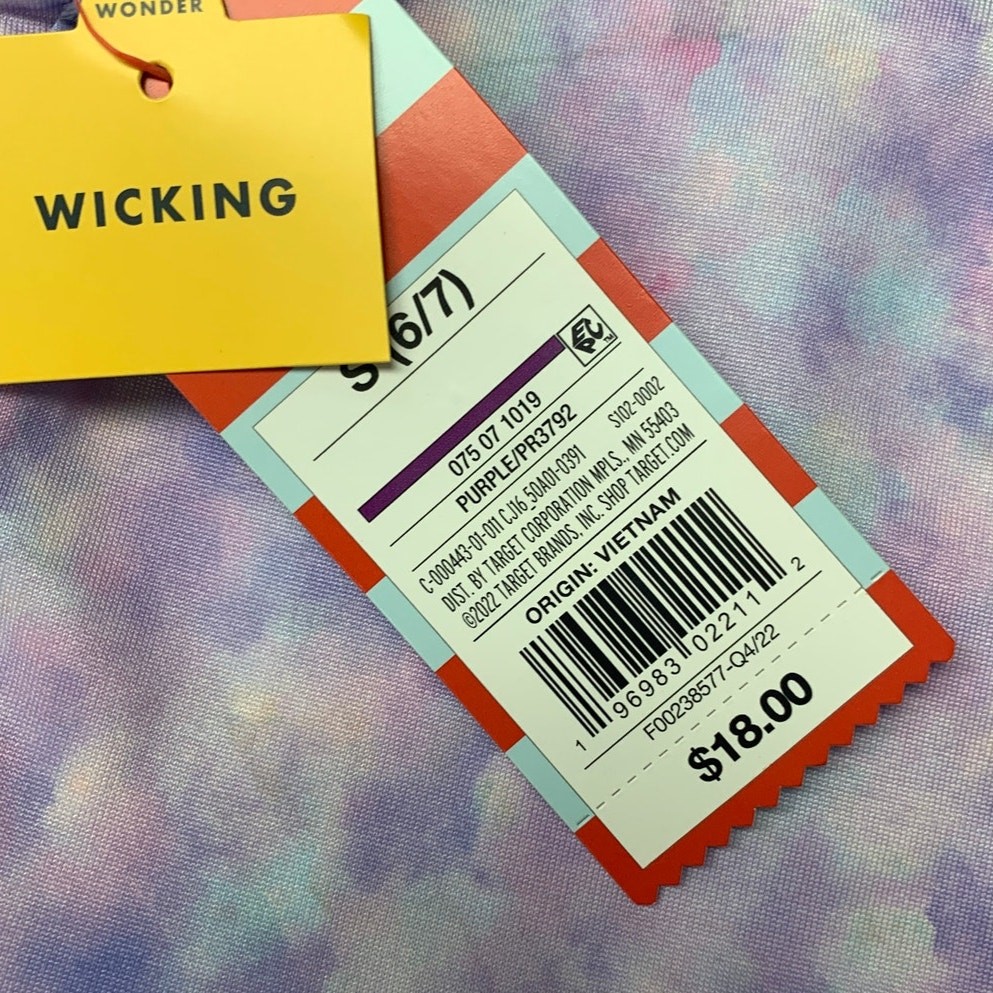 WONDER
WICKING
S (6/7)
EPC™
075 07 1019
PURPLE/PR3792
C-000443-01-011 CJ16 50A01-0391 S102-0002
DIST. BY TARGET CORPORATION MPLS., MN 55403
©2022 TARGET BRANDS, INC. SHOP TARGET.COM
ORIGIN: VIETNAM
1 96983 02211 2
F00238577-Q4/22
$18.00